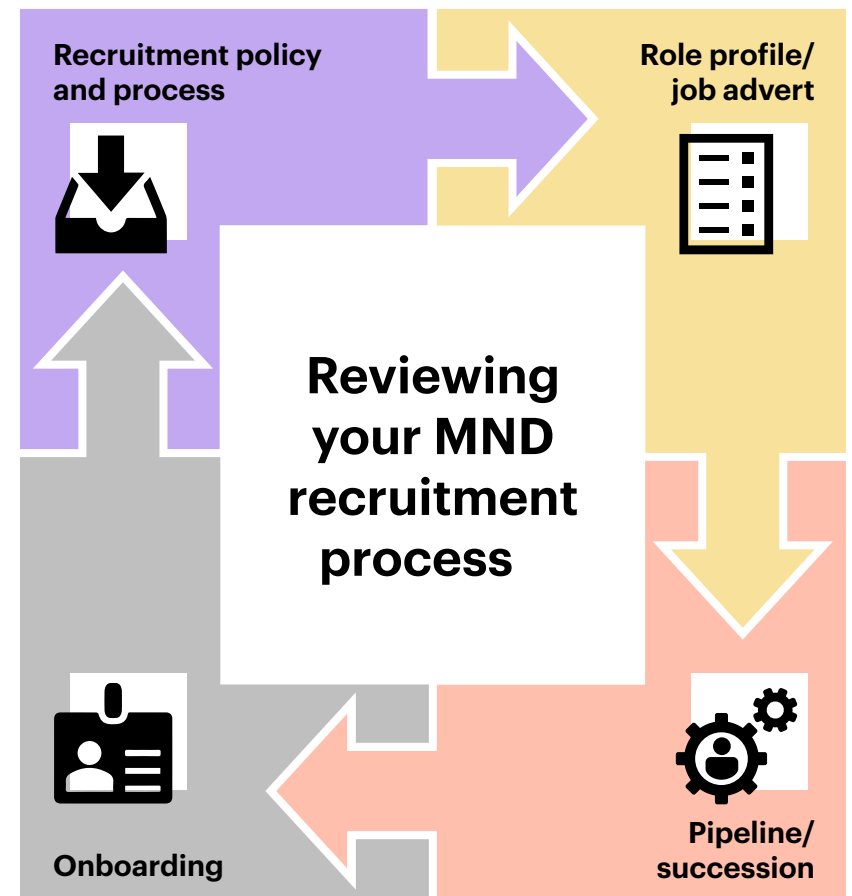 Recruitment policy
and process
Role profile/
job advert
Reviewing
your MND
recruitment
process
Onboarding
Pipeline/
succession